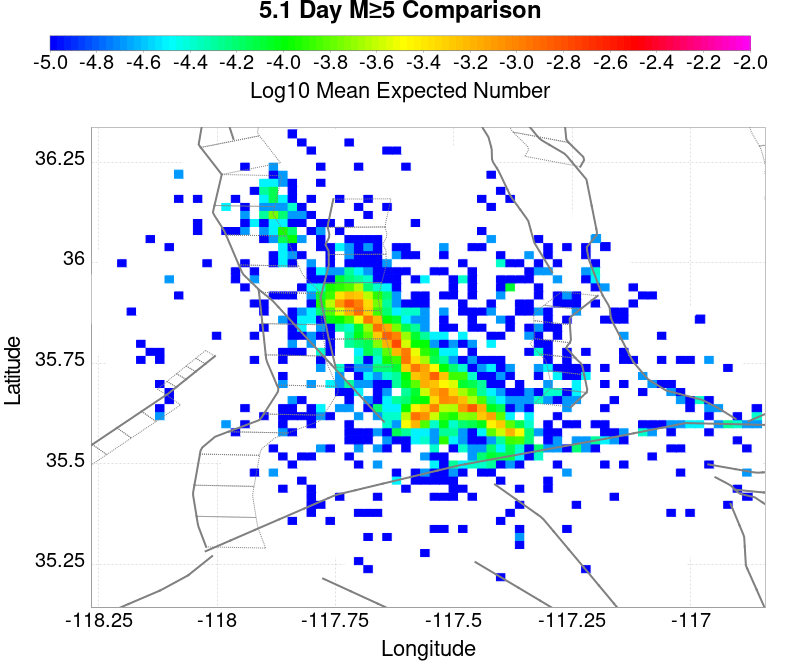 5.1 Day M≥5 Comparison
-5.0 -4.8 -4.6 -4.4 -4.2 -4.0 -3.8 -3.6 -3.4 -3.2 -3.0 -2.8 -2.6 -2.4 -2.2 -2.0
Log10 Mean Expected Number
36.25
36
35.75
35.5
35.25
Latitude
-118.25 -118 -117.75 -117.5 -117.25 -117
Longitude